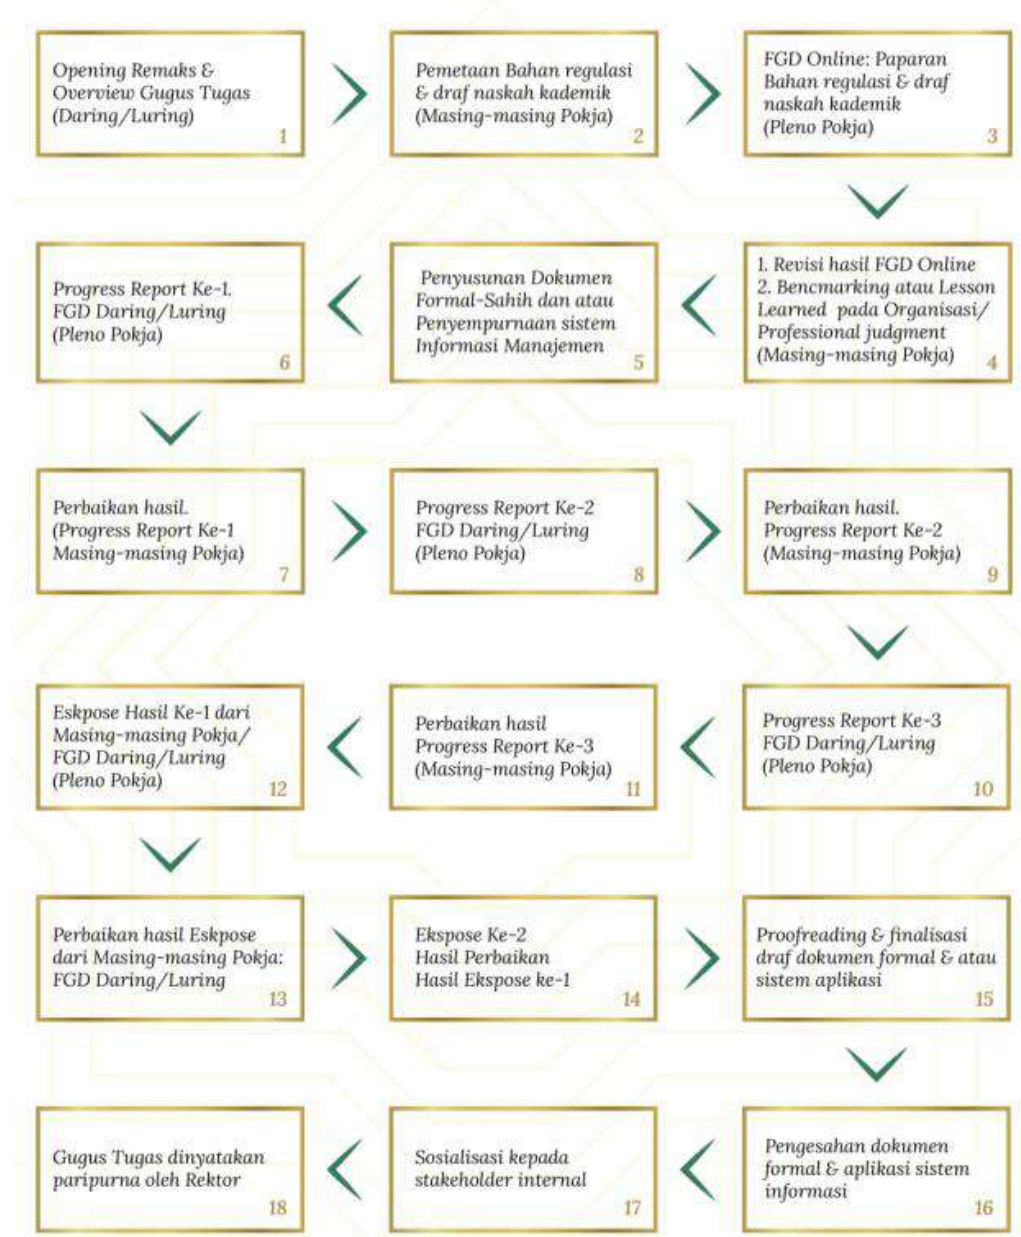 Opening Remaks &
Overview Gugus Tugas
(Daring/Luring)
1
Pemetaan Bahan regulasi
& draf naskah kademik
(Masing-masing Pokja)
2
FGD Online: Paparan
Bahan regulasi & draf
naskah kademik
(Pleno Pokja)
3
1. Revisi hasil FGD Online
2. Bencmarking atau Lesson
Learned pada Organisasi/
Professional judgment
(Masing-masing Pokja)
4
Penyusunan Dokumen
Formal-Sahih dan atau
Penyempurnaan sistem
Informasi Manajemen
5
Progress Report Ke-1.
FGD Daring/Luring
(Pleno Pokja)
6
Perbaikan hasil.
(Progress Report Ke-1
Masing-masing Pokja)
7
Progress Report Ke-2
FGD Daring/Luring
(Pleno Pokja)
8
Perbaikan hasil.
Progress Report Ke-2
(Masing-masing Pokja)
9
Progress Report Ke-3
FGD Daring/Luring
(Pleno Pokja)
10
Perbaikan hasil
Progress Report Ke-3
(Masing-masing Pokja)
11
Eskpose Hasil Ke-1 dari
Masing-masing Pokja/
FGD Daring/Luring
(Pleno Pokja)
12
Perbaikan hasil Eskpose
dari Masing-masing Pokja:
FGD Daring/Luring
13
Ekspose Ke-2
Hasil Perbaikan
Hasil Ekspose ke-1
14
Proofreading & finalisasi
draf dokumen formal & atau
sistem aplikasi
15
Pengesahan dokumen
formal & aplikasi sistem
informasi
16
Sosialisasi kepada
stakeholder internal
17
Gugus Tugas dinyatakan
paripurna oleh Rektor
18